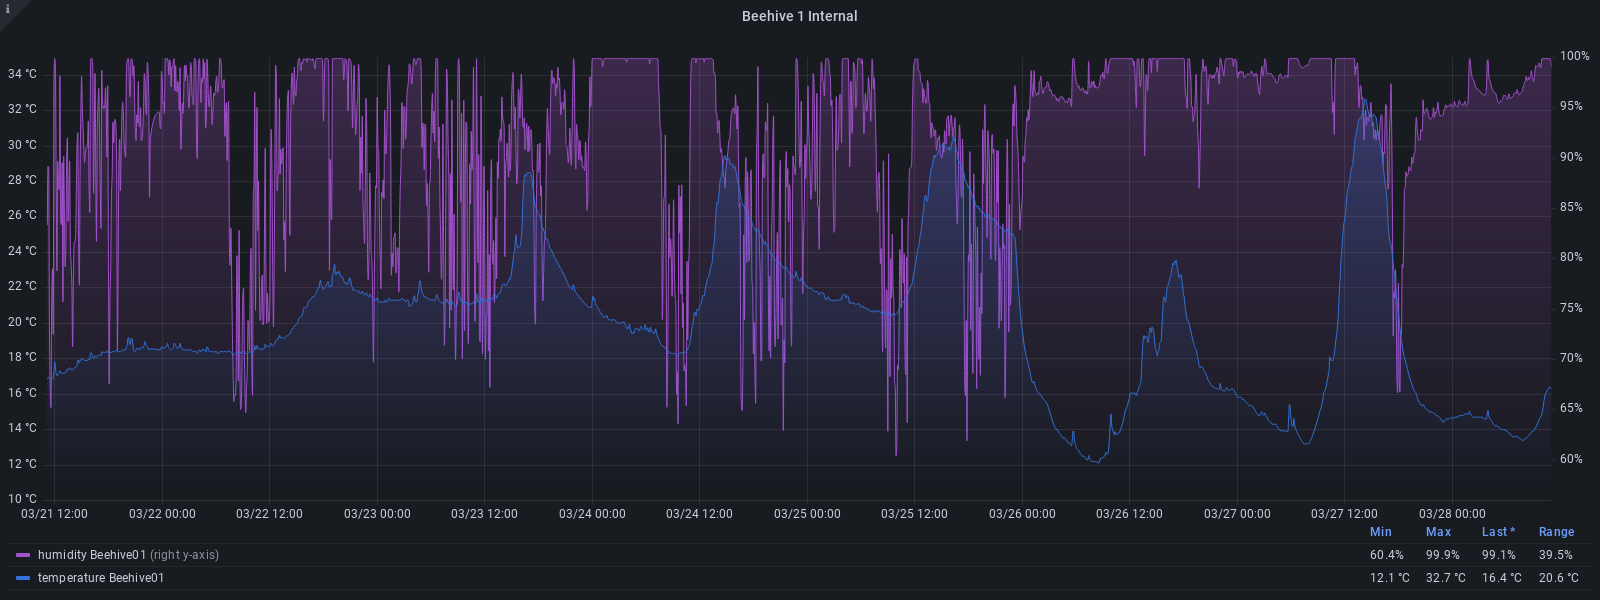 i
Beehive 1 Internal
34 °C
32 °C
30 °C
28 °C
26 °C
24 °C
22 °C
20 °C
18 °C
16 °C
14 °C
12 °C
10 °C
100%
95%
90%
85%
80%
75%
70%
65%
60%
03/21 12:00 03/22 00:00 03/22 12:00 03/23 00:00 03/23 12:00 03/24 00:00 03/24 12:00 03/25 00:00 03/25 12:00 03/26 00:00 03/26 12:00 03/27 00:00 03/27 12:00 03/28 00:00
Min Max Last * Range
humidity Beehive01 (right y-axis) 60.4% 99.9% 99.1% 39.5%
temperature Beehive01 12.1 °C 32.7 °C 16.4 °C 20.6 °C